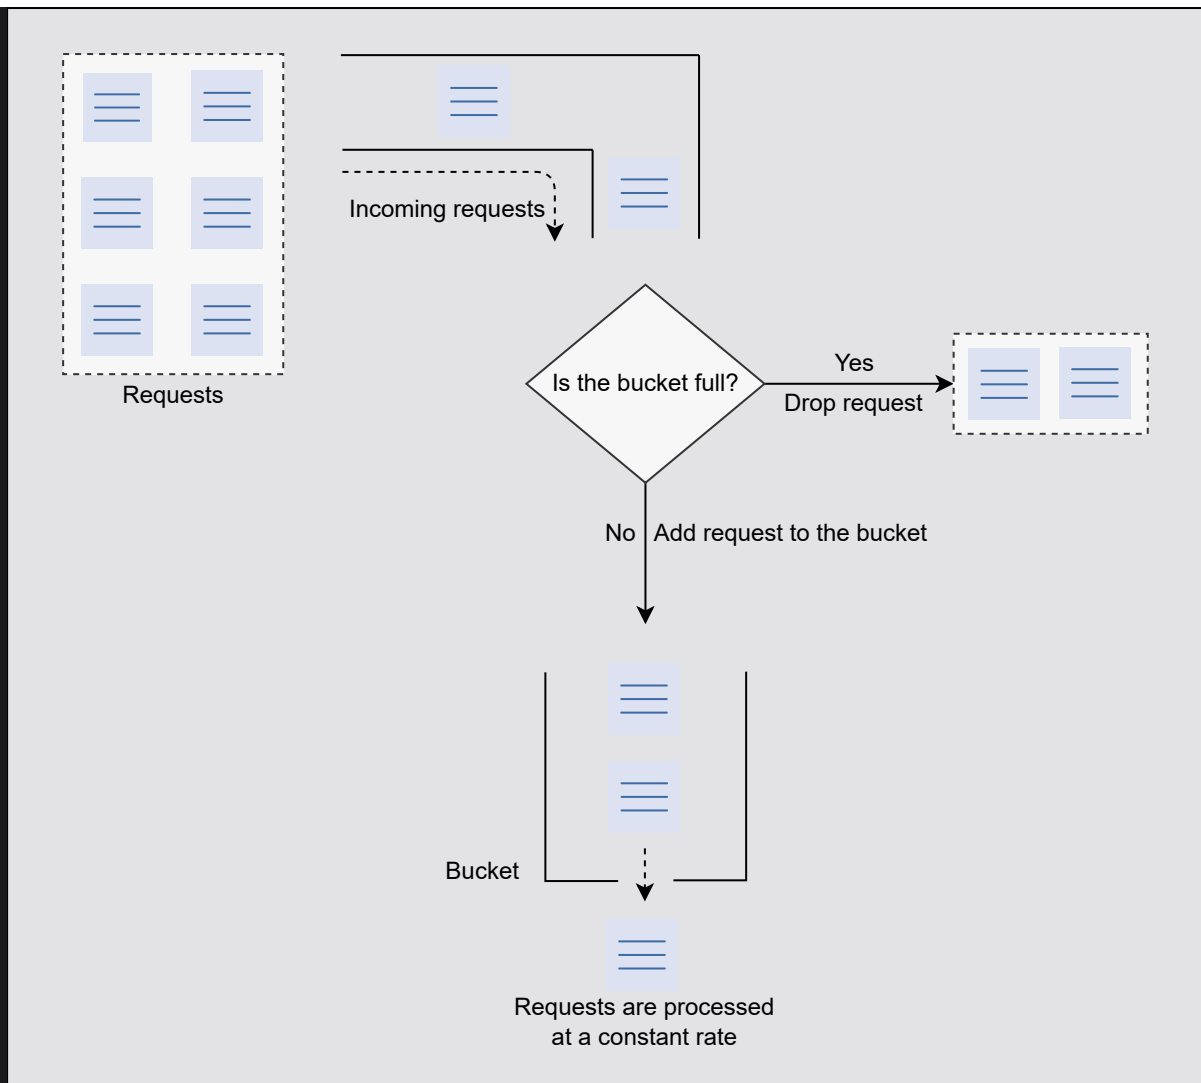 Incoming requests
Requests
Is the bucket full?
Yes
Drop request
No
Add request to the bucket
Bucket
Requests are processed
at a constant rate